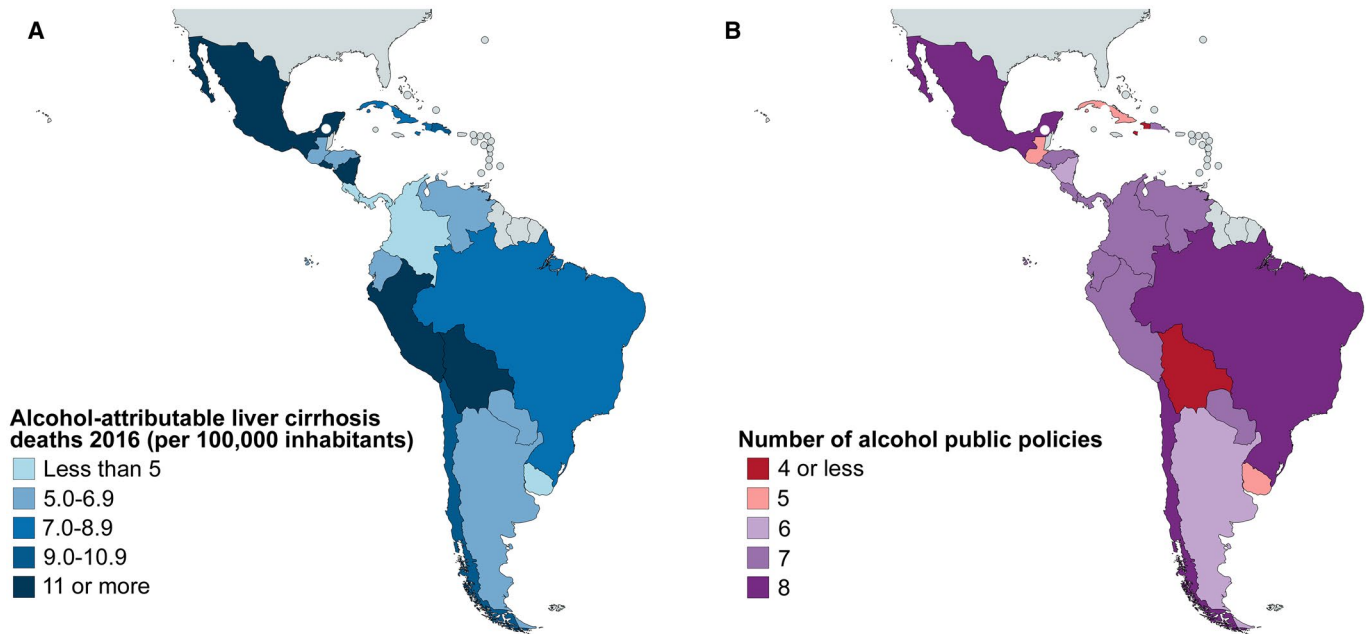 A
B
Alcohol-attributable liver cirrhosis
deaths 2016 (per 100,000 inhabitants)
Less than 5
5.0-6.9
7.0-8.9
9.0-10.9
11 or more
Number of alcohol public policies
4 or less
5
6
7
8